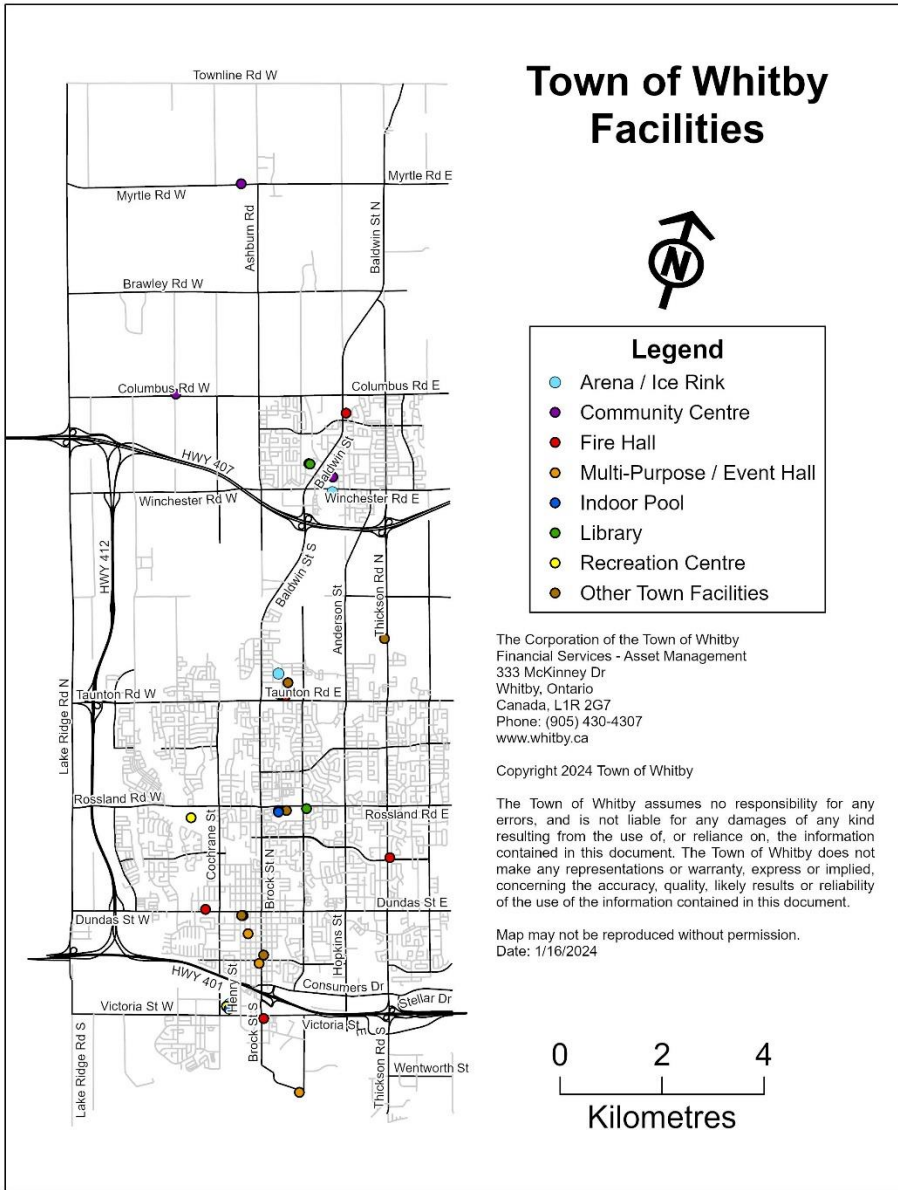 Town of Whitby
Facilities
Townline Rd W
Myrtle Rd E
Myrtle Rd W
Ashburn Rd
Baldwin St N
Brawley Rd W
N
Columbus Rd W
Columbus Rd E
HWY 407
Baldwin St
Winchester Rd W
Winchester Rd E
HWY 412
Baldwin St S
Anderson St
Thickson Rd N
Lake Ridge Rd N
Taunton Rd W
Taunton Rd E
Rossland Rd W
Rossland Rd E
Cochrane St
Brock St N
Dundas St W
Dundas St E
Hopkins St
HWY 401
Henry St
Consumers Dr
Stellar Dr
Victoria St W
Victoria St
E
Brock St S
Lake Ridge Rd S
Thickson Rd S
Wentworth St
Legend
Arena / Ice Rink
Community Centre
Fire Hall
Multi-Purpose / Event Hall
Indoor Pool
Library
Recreation Centre
Other Town Facilities
The Corporation of the Town of Whitby
Financial Services - Asset Management
333 McKinney Dr
Whitby, Ontario
Canada, L1R 2G7
Phone: (905) 430-4307
www.whitby.ca
Copyright 2024 Town of Whitby
The Town of Whitby assumes no responsibility for any
errors, and is not liable for any damages of any kind
resulting from the use of, or reliance on, the information
contained in this document. The Town of Whitby does not
make any representations or warranty, express or implied,
concerning the accuracy, quality, likely results or reliability
of the use of the information contained in this document.
Map may not be reproduced without permission.
Date: 1/16/2024
0 2 4
Kilometres